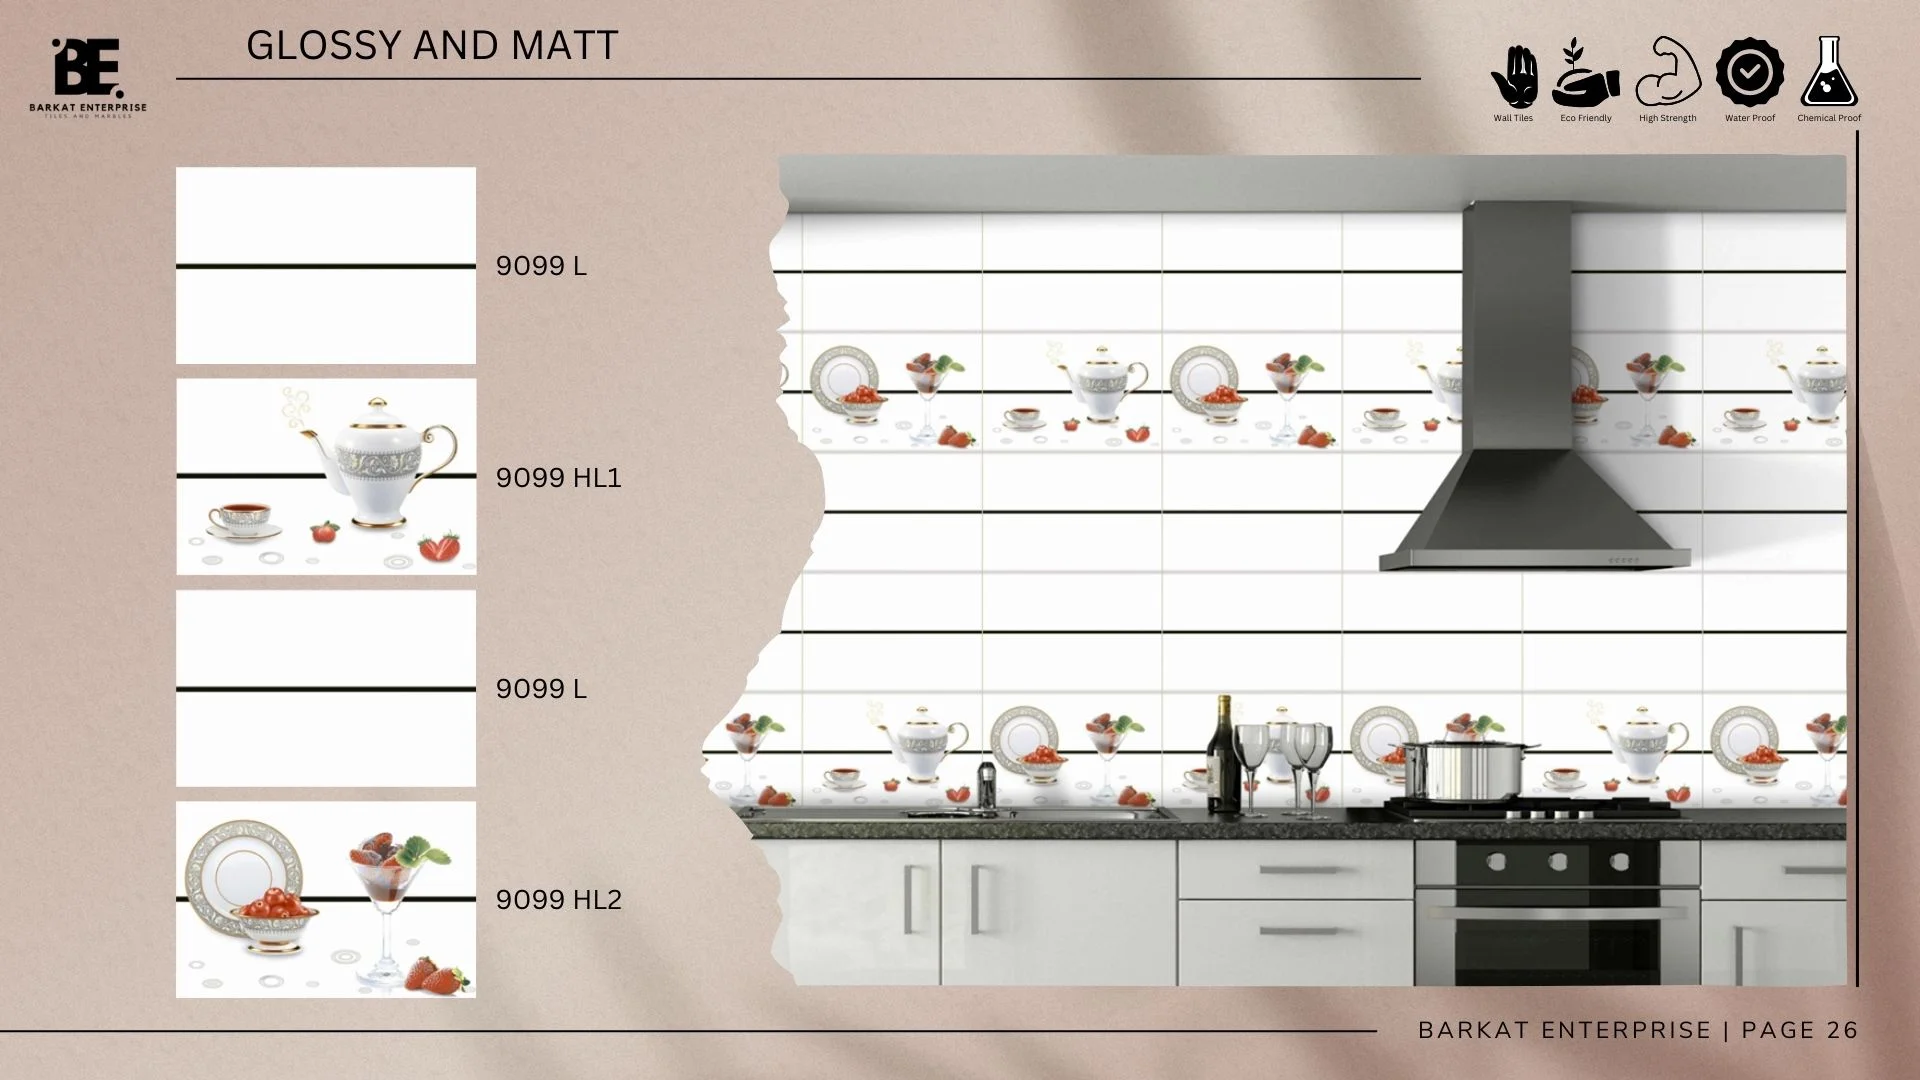 BE.
BARKAT ENTERPRISE
TILES AND MARBLES
GLOSSY AND MATT
Wall Tiles
Eco Friendly
High Strength
Water Proof
Chemical Proof
9099 L
9099 HL1
9099 L
9099 HL2
BARKAT ENTERPRISE | PAGE 26